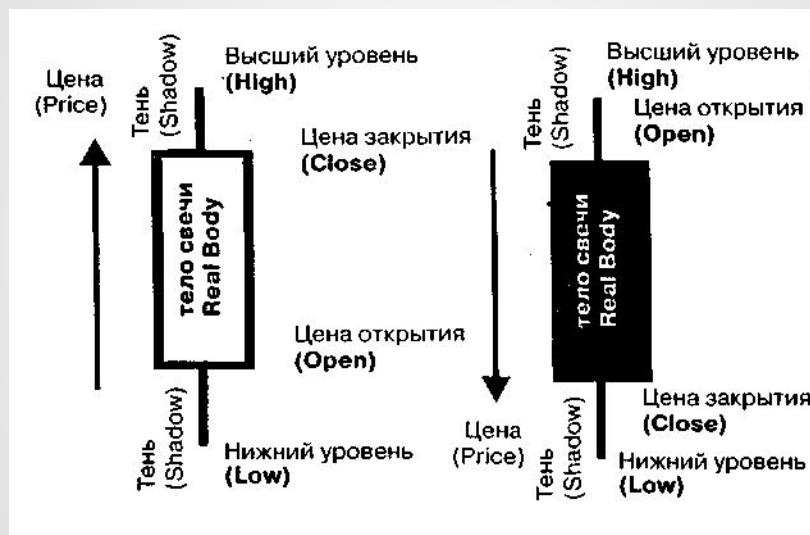 Цена
(Price)
Тень
(Shadow)
Высший уровень
(High)
Цена закрытия
(Close)
тело свечи
Real Body
Цена открытия
(Open)
Тень
(Shadow)
Нижний уровень
(Low)
Тень
(Shadow)
Высший уровень
(High)
Цена открытия
(Open)
тело свечи
Real Body
Цена
(Price)
Цена закрытия
(Close)
Тень
(Shadow)
Нижний уровень
(Low)